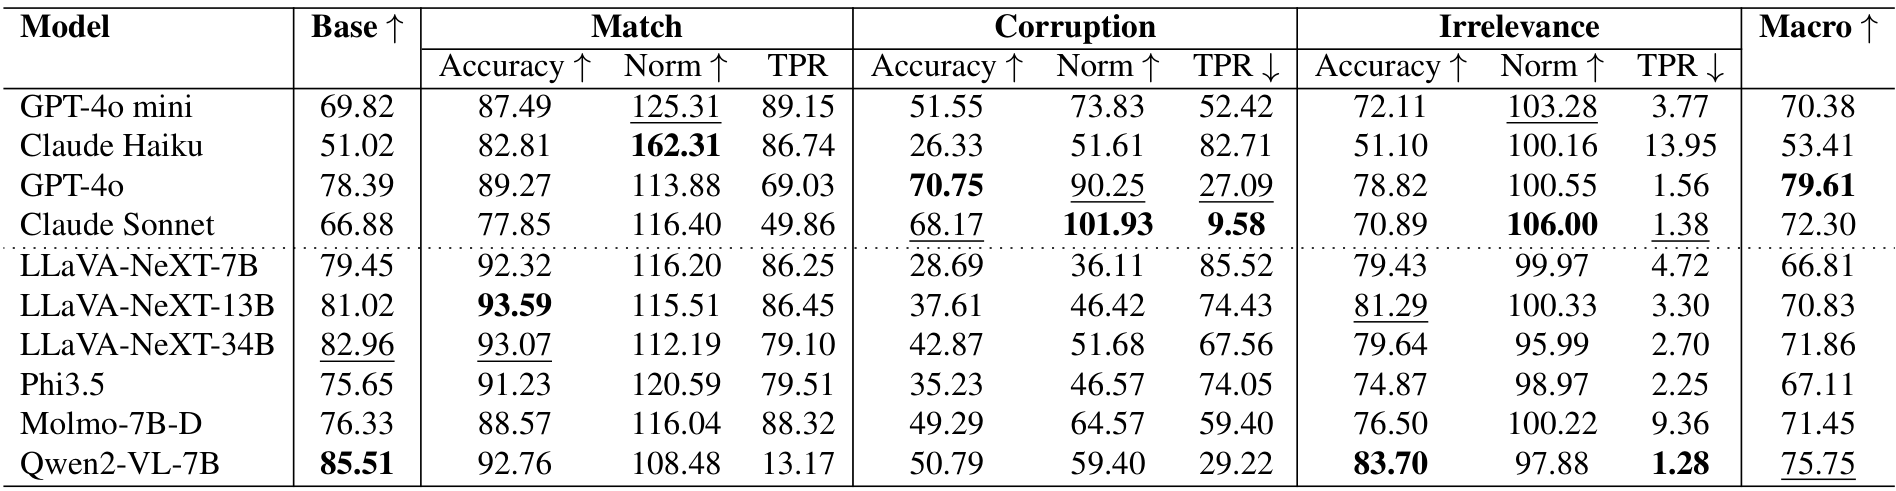 Model Base ↑ Match Corruption Irrelevance Macro ↑
Accuracy ↑ Norm ↑ TPR Accuracy ↑ Norm ↑ TPR ↓ Accuracy ↑ Norm ↑ TPR ↓
GPT-4o mini 69.82 87.49 125.31 89.15 51.55 73.83 52.42 72.11 103.28 3.77 70.38
Claude Haiku 51.02 82.81 162.31 86.74 26.33 51.61 82.71 51.10 100.16 13.95 53.41
GPT-4o 78.39 89.27 113.88 69.03 70.75 90.25 27.09 78.82 100.55 1.56 79.61
Claude Sonnet 66.88 77.85 116.40 49.86 68.17 101.93 9.58 70.89 106.00 1.38 72.30
LLaVA-NeXT-7B 79.45 92.32 116.20 86.25 28.69 36.11 85.52 79.43 99.97 4.72 66.81
LLaVA-NeXT-13B 81.02 93.59 115.51 86.45 37.61 46.42 74.43 81.29 100.33 3.30 70.83
LLaVA-NeXT-34B 82.96 93.07 112.19 79.10 42.87 51.68 67.56 79.64 95.99 2.70 71.86
Phi3.5 75.65 91.23 120.59 79.51 35.23 46.57 74.05 74.87 98.97 2.25 67.11
Molmo-7B-D 76.33 88.57 116.04 88.32 49.29 64.57 59.40 76.50 100.22 9.36 71.45
Qwen2-VL-7B 85.51 92.76 108.48 13.17 50.79 59.40 29.22 83.70 97.88 1.28 75.75